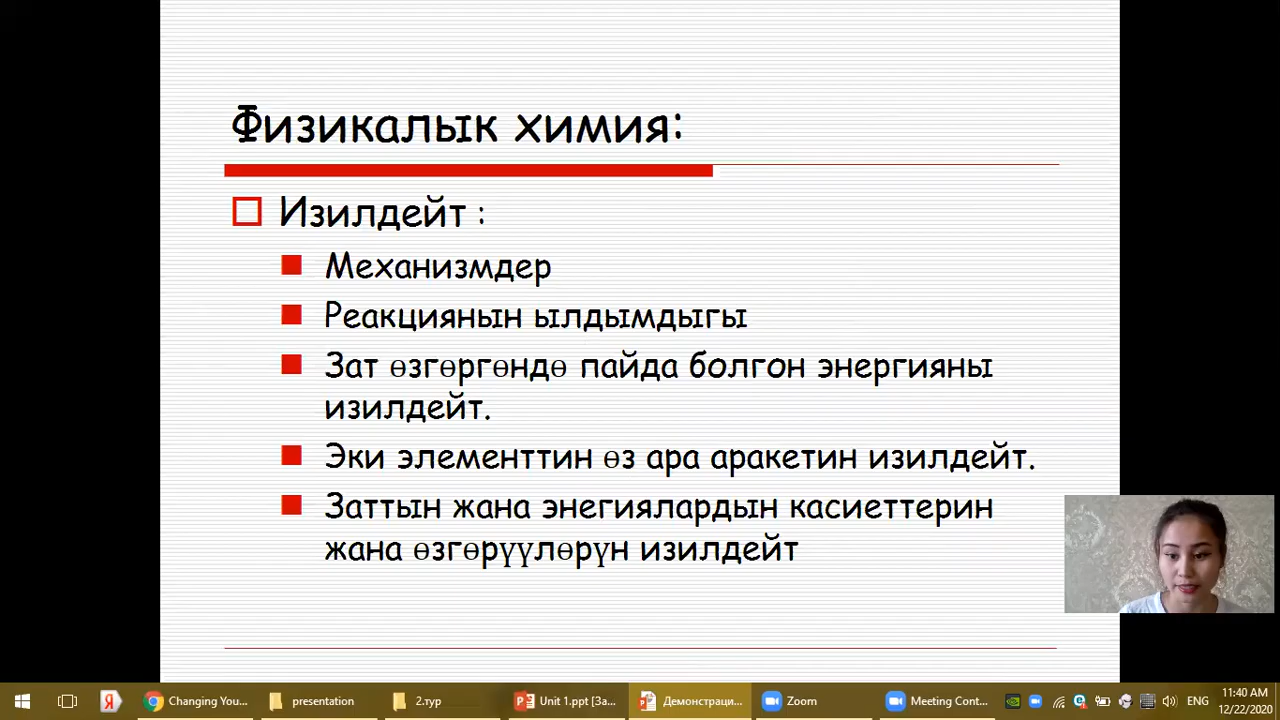 Физикалык химия:
Изилдейт :
Механизмдер
Реакциянын ылдымдыгы
Зат өзгөргөндө пайда болгон энергияны
изилдейт.
Эки элементтин өз ара аракетин изилдейт.
Заттын жана энегиялардын касиеттерин
жана өзгөрүүлөрүн изилдейт
Я
Changing You...
presentation
2.тур
Unit 1.ppt [За...
Демонстраци...
Zoom
Meeting Cont...
ENG
11:40 AM
12/22/2020